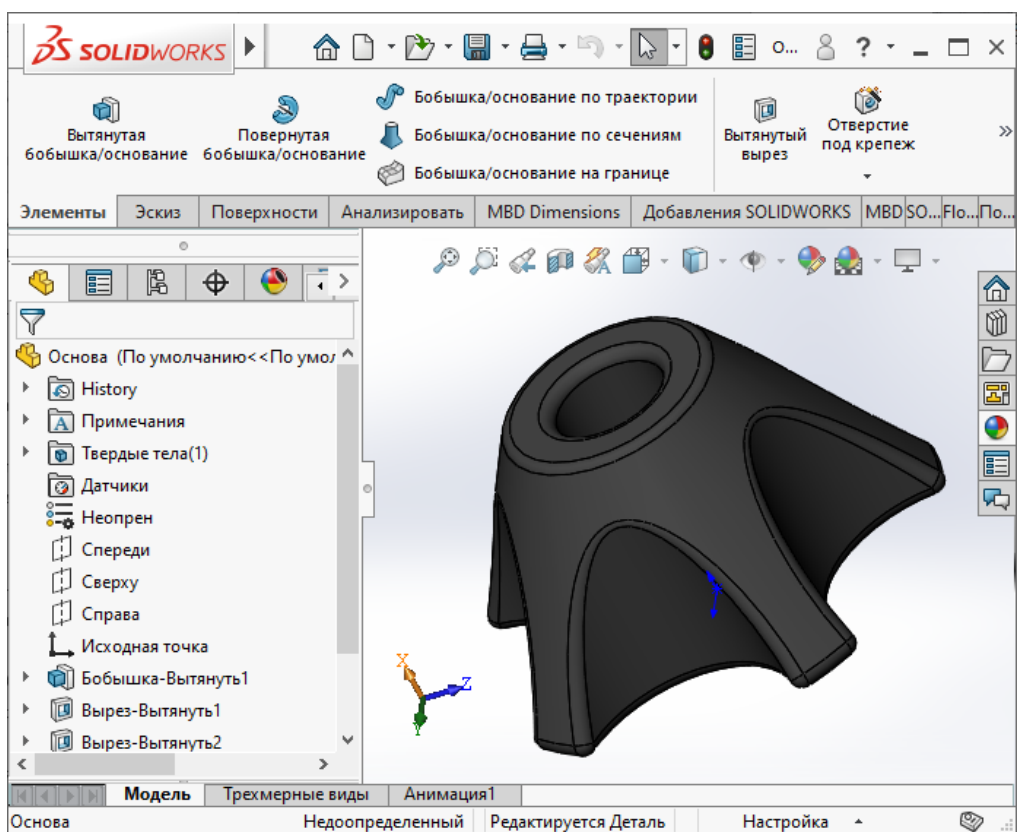 SOLIDWORKS
О...
?
Вытянутая
бобышка/основание
Повернутая
бобышка/основание
Бобышка/основание по траектории
Бобышка/основание по сечениям
Бобышка/основание на границе
Вытянутый
вырез
Отверстие
под крепеж
Элементы Эскиз Поверхности Анализировать MBD Dimensions Добавления SOLIDWORKS MBD SO... Flo... По...
Основа (По умолчанию<<По умол
History
Примечания
Твердые тела(1)
Датчики
Неопрен
Спереди
Сверху
Справа
Исходная точка
Бобышка-Вытянуть1
Вырез-Вытянуть1
Вырез-Вытянуть2
X
Z
Y
Модель Трехмерные виды Анимация1
Основа Недоопределенный Редактируется Деталь Настройка